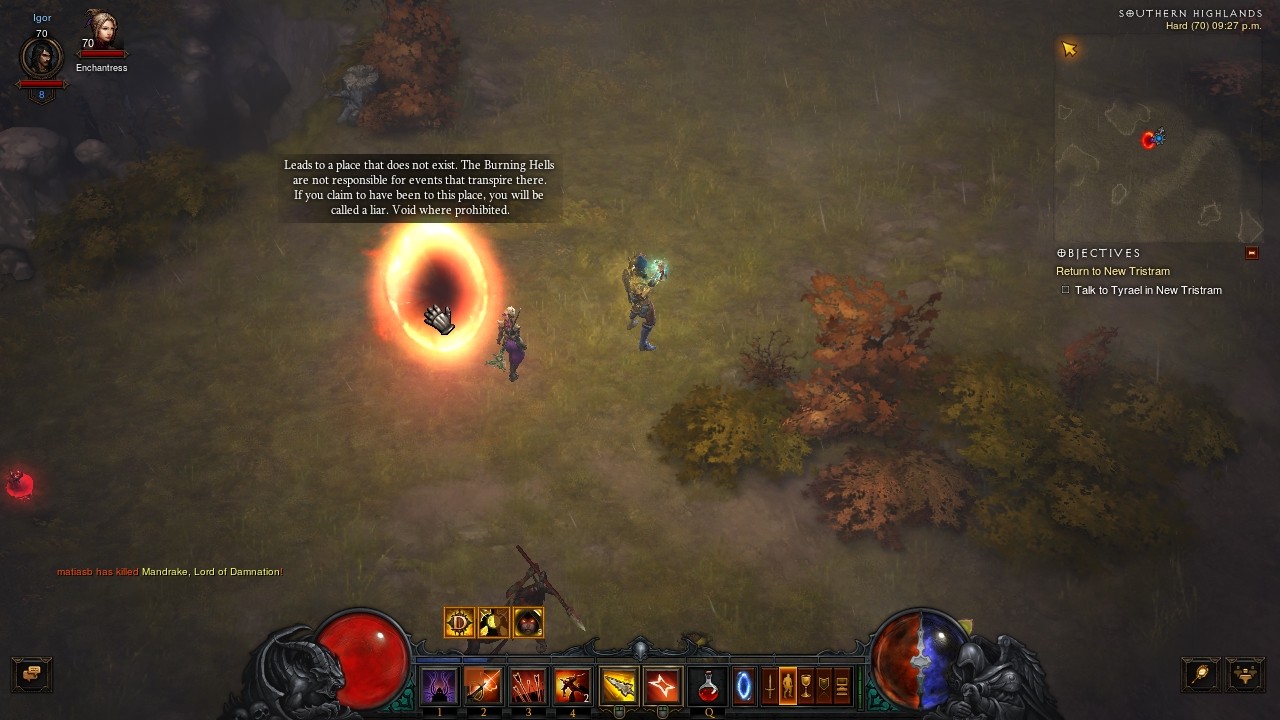 Igor
70
8
70
Enchantress
SOUTHERN HIGHLANDS
Hard (70) 09:27 p.m.
Leads to a place that does not exist. The Burning Hells
are not responsible for events that transpire there.
If you claim to have been to this place, you will be
called a liar. Void where prohibited.
OBJECTIVES
Return to New Tristram
Talk to Tyrael in New Tristram
matiasb has killed Mandrake, Lord of Damnation!
D
2
1
2
3
4
Q